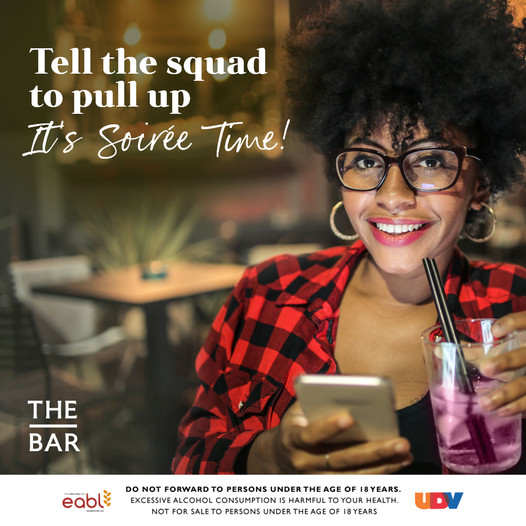 Tell the squad
to pull up
It's Soirée Time!
THE
BAR
eabl
DO NOT FORWARD TO PERSONS UNDER THE AGE OF 18 YEARS.
EXCESSIVE ALCOHOL CONSUMPTION IS HARMFUL TO YOUR HEALTH.
NOT FOR SALE TO PERSONS UNDER THE AGE OF 18 YEARS
UDV